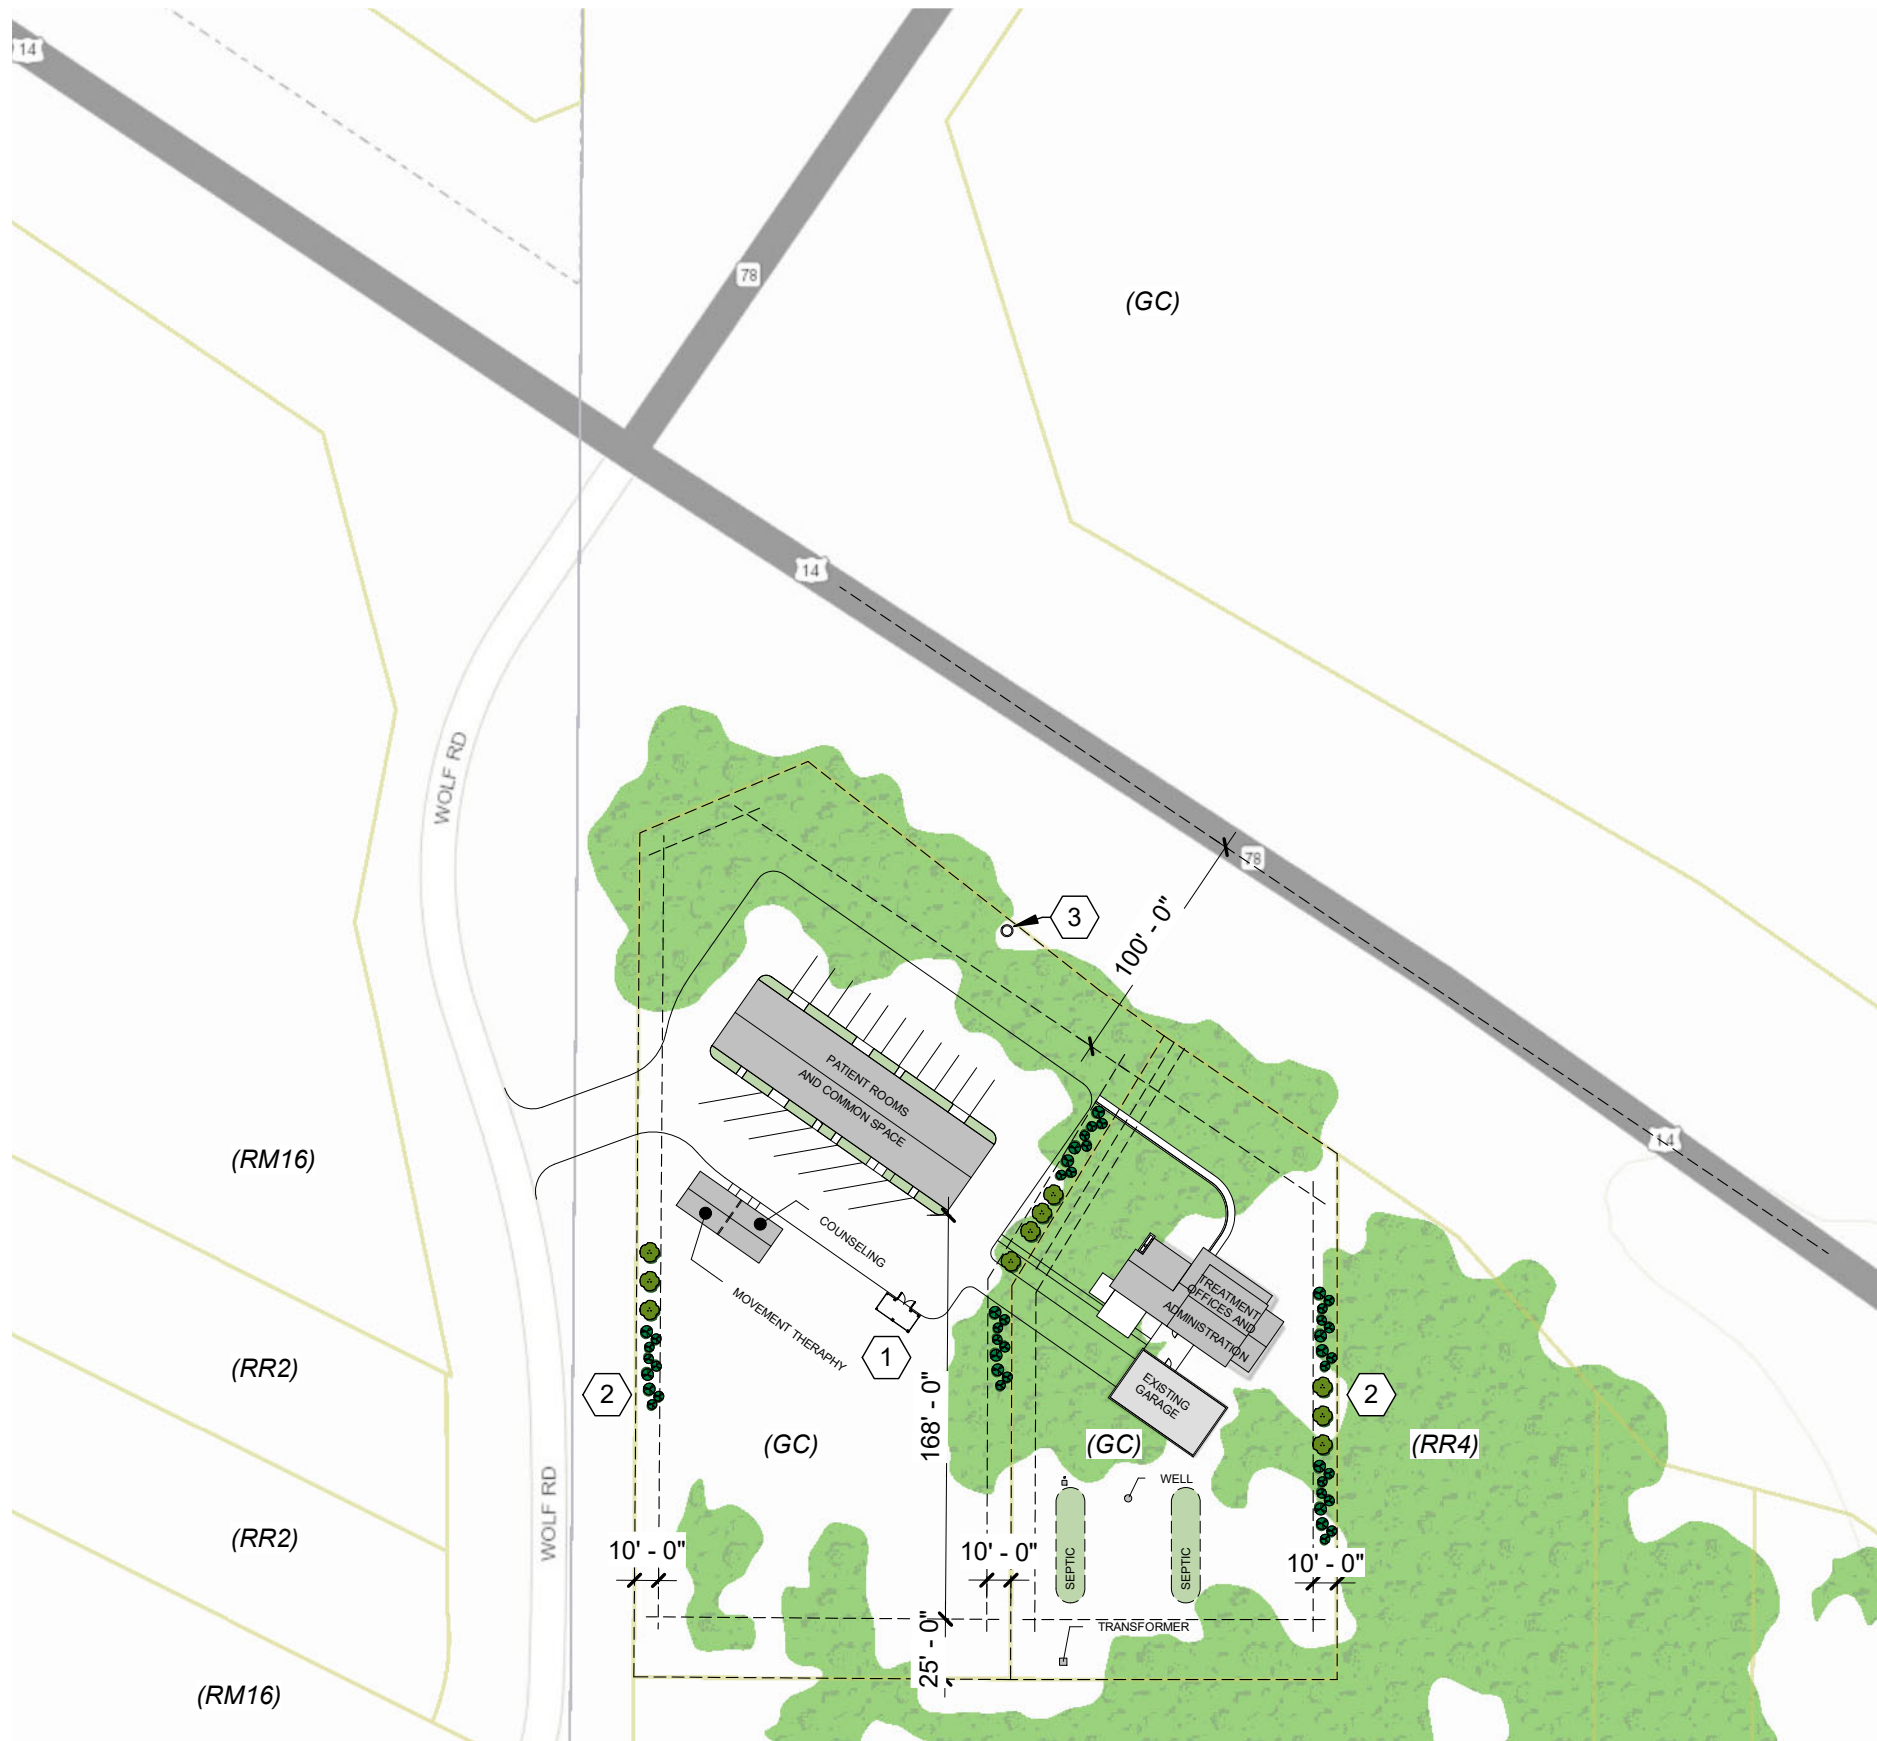 14
78
(GC)
14
WOLF RD
78
3
100' - 0"
14
PATIENT ROOMS
AND COMMON SPACE
(RM16)
COUNSELING
MOVEMENT THERAPHY
TREATMENT
OFFICES AND
ADMINISTRATION
1
(RR2)
2
2
EXISTING
GARAGE
168' - 0"
(GC)
(GC)
(RR4)
WELL
WOLF RD
(RR2)
10' - 0"
10' - 0"
10' - 0"
SEPTIC
SEPTIC
TRANSFORMER
25' - 0"
(RM16)